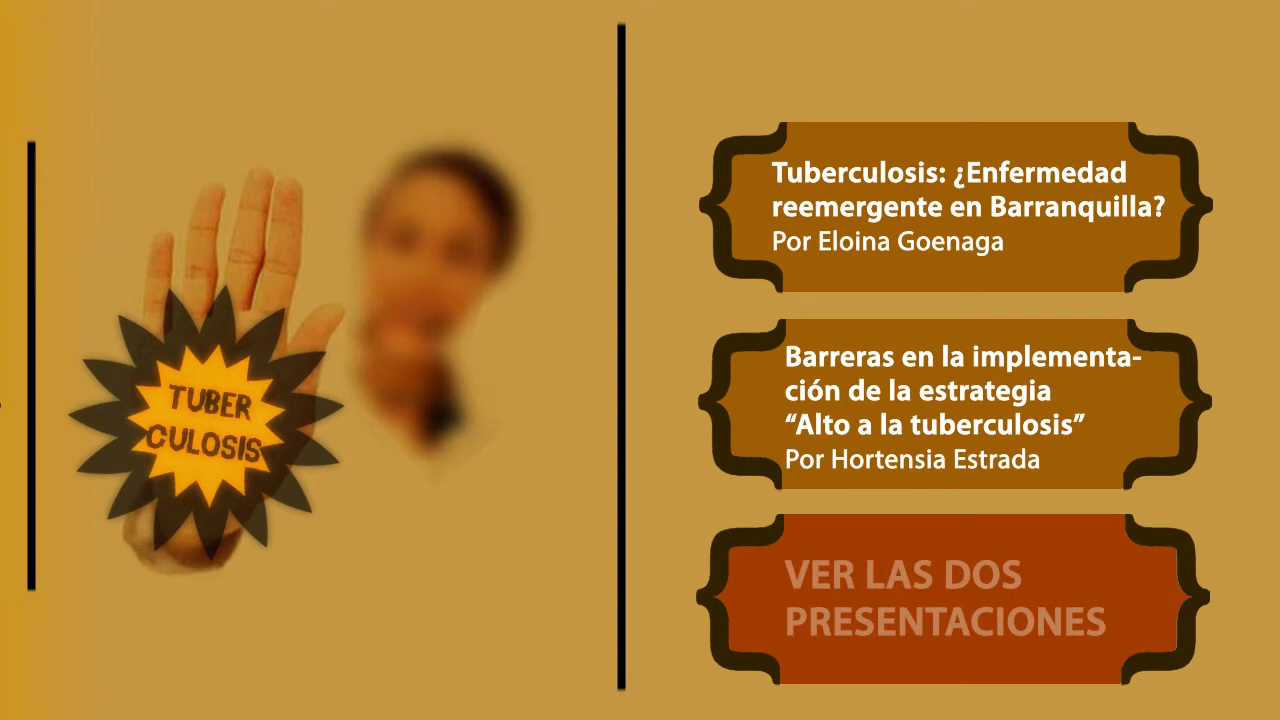 TUBER
CULOSIS
Tuberculosis: ¿Enfermedad
reemergente en Barranquilla?
Por Eloina Goenaga
Barreras en la implementa-
ción de la estrategia
“Alto a la tuberculosis”
Por Hortensia Estrada
VER LAS DOS
PRESENTACIONES